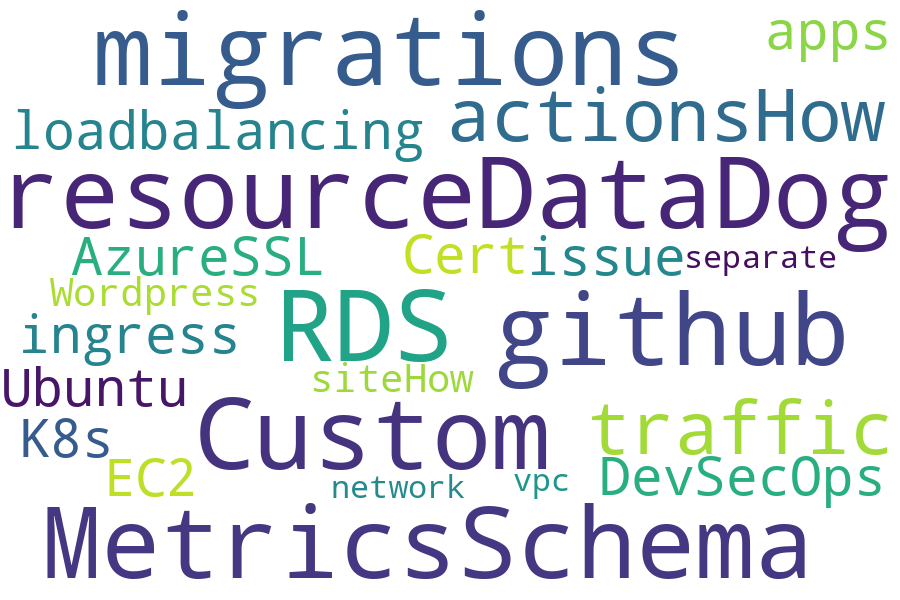 migrations apps
loadbalancing actionsHow
resourceDataDog
AzureSSL Cert issue separate
Wordpress
ingress RDS github
Ubuntu siteHow
K8s Custom traffic
EC2 network vpc DevSecOps
MetricsSchema